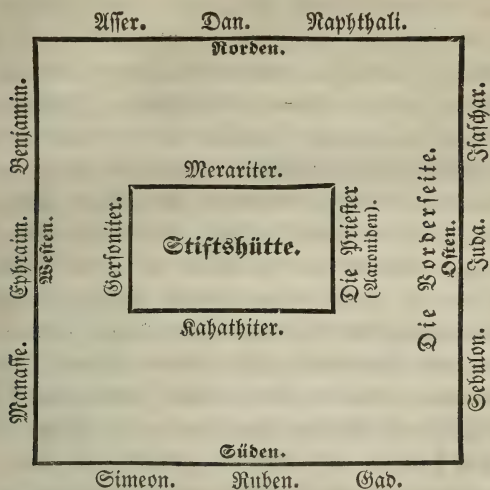 Asser. Dan. Naphthali.
Norden.
Benjamin.
Ephraim.
Manasse.
Westen.
Merariter.
Gersoniter.
Stiftshütte.
Die Priester
(Aaroniden).
Kahathiter.
Die Vorderseite.
Osten.
Isaschar.
Juda.
Sebulon.
Süden.
Simeon. Ruben. Gad.